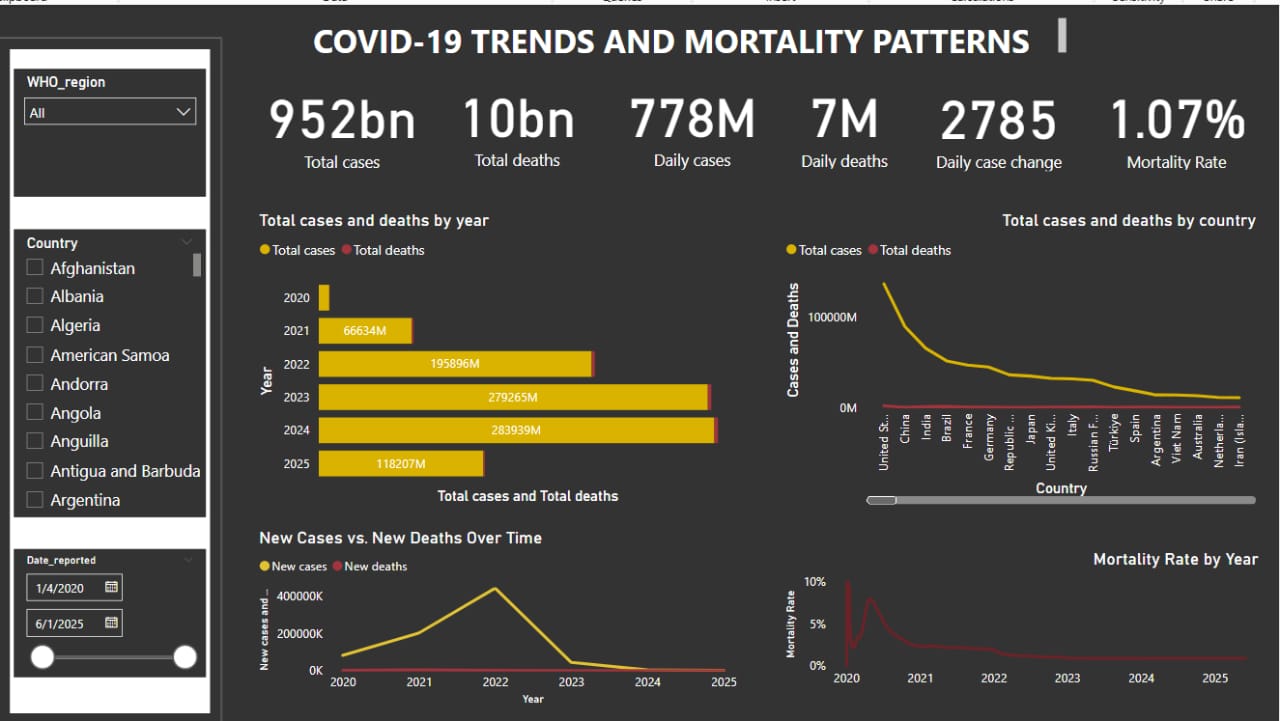 COVID-19 TRENDS AND MORTALITY PATTERNS
WHO_region
All
952bn
Total cases
10bn
Total deaths
778M
Daily cases
7M
Daily deaths
2785
Daily case change
1.07%
Mortality Rate
Country
Afghanistan
Albania
Algeria
American Samoa
Andorra
Angola
Anguilla
Antigua and Barbuda
Argentina
Date_reported
1/4/2020
6/1/2025
Total cases and deaths by year
Total cases Total deaths
Year
2020
2021 66634M
2022 195896M
2023 279265M
2024 283939M
2025 118207M
Total cases and Total deaths
Total cases and deaths by country
Total cases Total deaths
Cases and Deaths
100000M
0M
United St...
China
India
Brazil
France
Germany
Republic ...
Japan
United Ki...
Italy
Russian F...
Türkiye
Spain
Argentina
Viet Nam
Australia
Netherla...
Iran (Isla...
Country
New Cases vs. New Deaths Over Time
New cases New deaths
New cases and ...
400000K
200000K
0K
2020 2021 2022 2023 2024 2025
Year
Mortality Rate by Year
Mortality Rate
10%
5%
0%
2020 2021 2022 2023 2024 2025